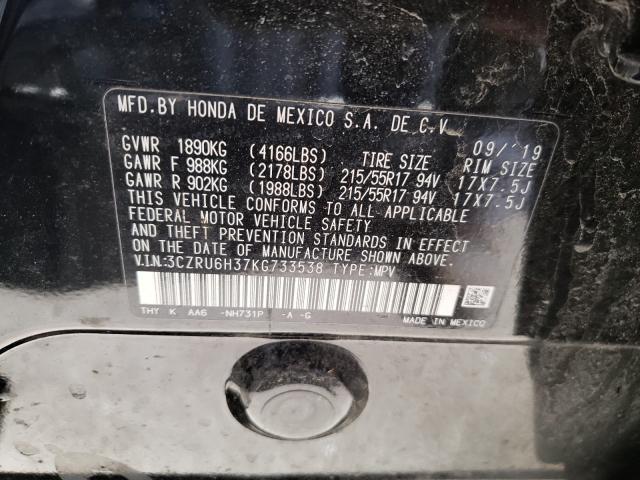 MFD.BY HONDA DE MEXICO S.A. DE C.V. 09/'19
GVWR 1890KG (4166LBS) TIRE SIZE RIM SIZE
GAWR F 988KG (2178LBS) 215/55R17 94V 17X7.5J
GAWR R 902KG (1988LBS) 215/55R17 94V 17X7.5J
THIS VEHICLE CONFORMS TO ALL APPLICABLE
FEDERAL MOTOR VEHICLE SAFETY
AND THEFT PREVENTION STANDARDS IN EFFECT
ON THE DATE OF MANUFACTURE SHOWN ABOVE.
V.I.N:3CZRU6H37KG733538 TYPE:MPV
THY K AA6 -NH731P -A -G
MADE IN MEXICO